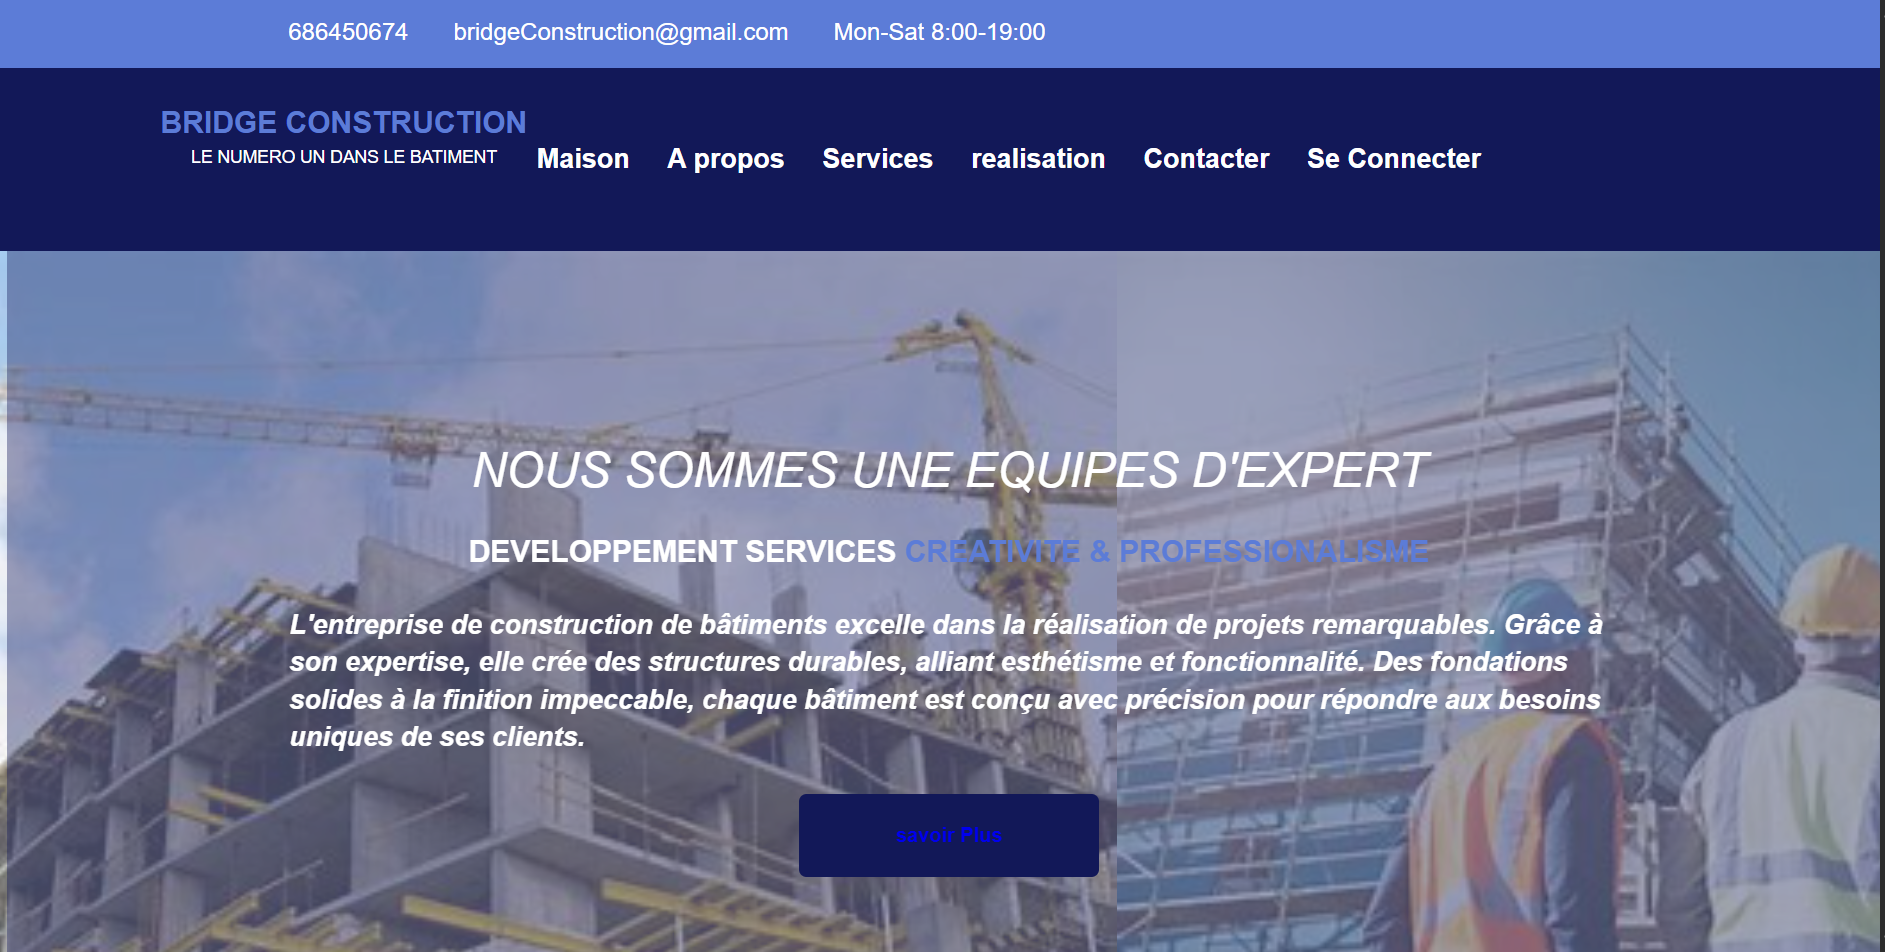 686450674 bridgeConstruction@gmail.com Mon-Sat 8:00-19:00
BRIDGE CONSTRUCTION
LE NUMERO UN DANS LE BATIMENT
Maison A propos Services realisation Contacter Se Connecter
NOUS SOMMES UNE EQUIPES D'EXPERT
DEVELOPPEMENT SERVICES CREATIVITE & PROFESSIONALISME
L'entreprise de construction de bâtiments excelle dans la réalisation de projets remarquables. Grâce à
son expertise, elle crée des structures durables, alliant esthétisme et fonctionnalité. Des fondations
solides à la finition impeccable, chaque bâtiment est conçu avec précision pour répondre aux besoins
uniques de ses clients.
savoir Plus